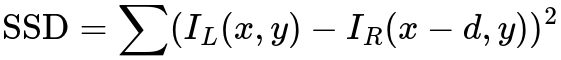 SSD = ∑(I_L(x, y) − I_R(x − d, y))²